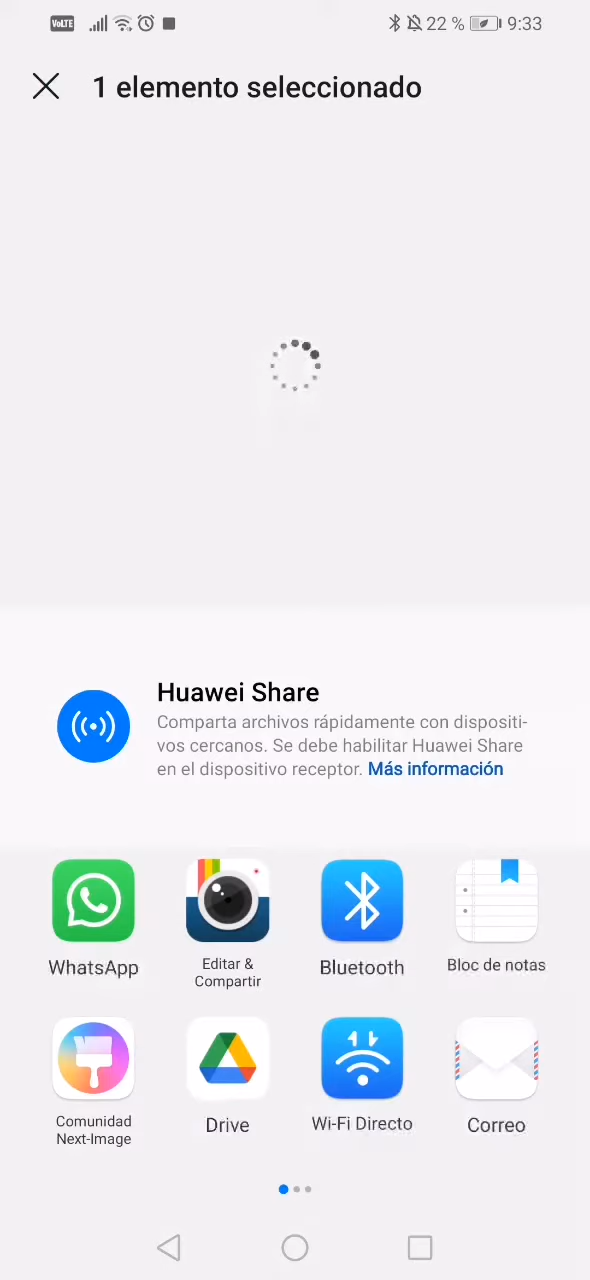 VoLTE 22 % 9:33
1 elemento seleccionado
Huawei Share
Comparta archivos rápidamente con dispositi-
vos cercanos. Se debe habilitar Huawei Share
en el dispositivo receptor. Más información
WhatsApp
Editar &
Compartir
Bluetooth
Bloc de notas
Comunidad
Next-Image
Drive
Wi-Fi Directo
Correo